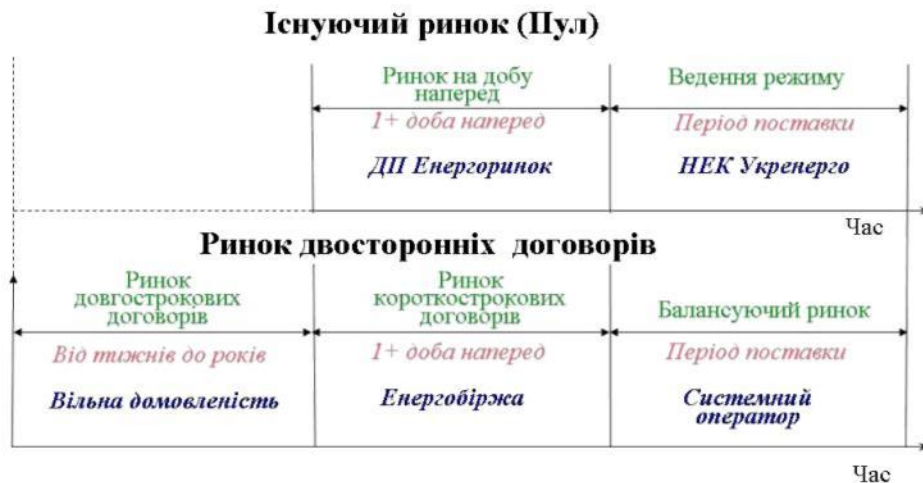 Існуючий ринок (Пул)
Ринок на добу
наперед
Ведення режиму
1+ доба наперед
Період поставки
ДП Енергоринок
НЕК Укренерго
Час
Ринок двосторонніх договорів
Ринок
довгострокових
договорів
Ринок
короткострокових
договорів
Балансуючий ринок
Від тижнів до років
1+ доба наперед
Період поставки
Вільна домовленість
Енергобіржа
Системний
оператор
Час